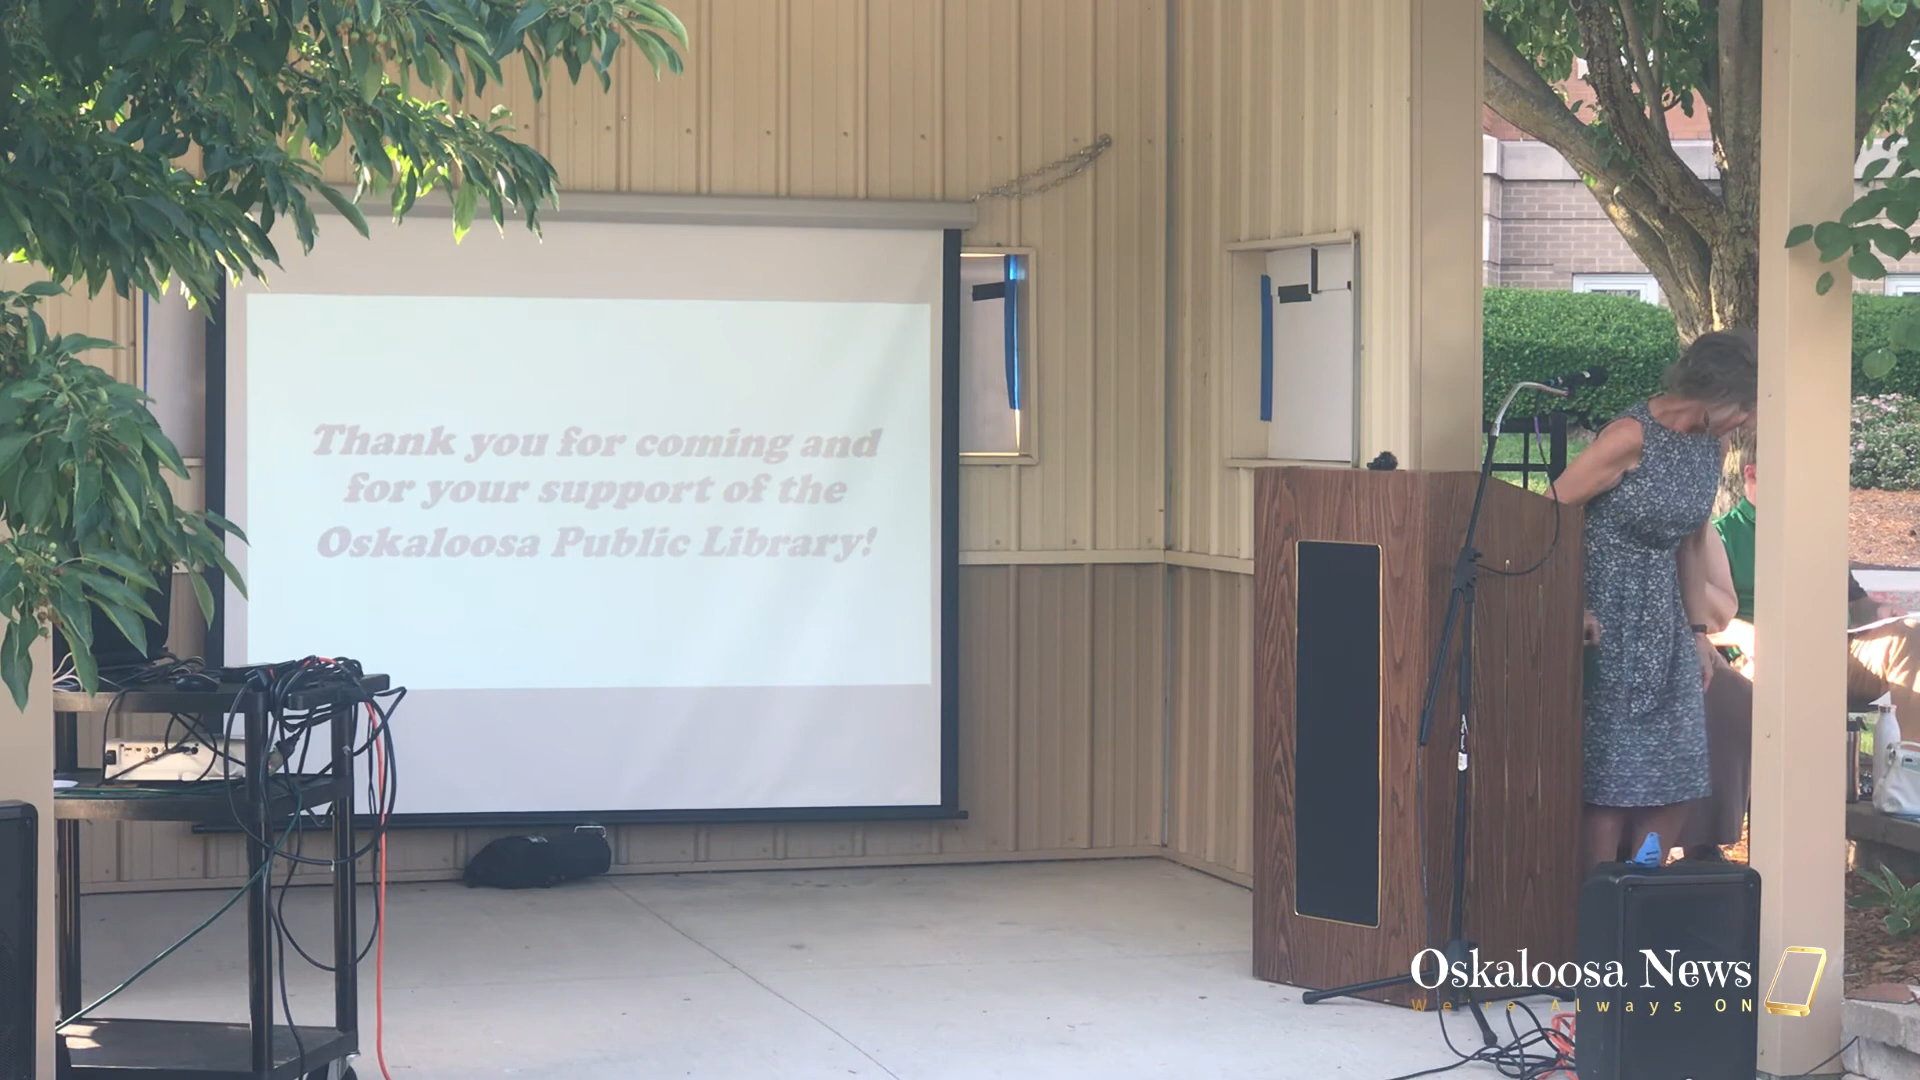 Thank you for coming and
for your support of the
Oskaloosa Public Library!
Oskaloosa News
We're Always ON